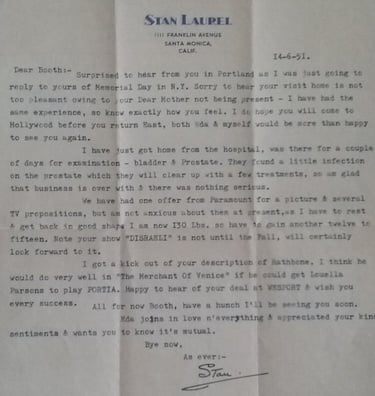 STAN LAUREL
1111 FRANKLIN AVENUE
SANTA MONICA,
CALIF.
14-6-51.
Dear Booth:-
Surprised to hear from you in Portland as I was just going to
reply to yours of Memorial Day in N.Y. Sorry to hear your visit home is not
too pleasant owing to your Dear Mother not being present - I have had the
same experience, so know exactly how you feel. I do hope you will come to
Hollywood before you return East, both Eda & myself would be more than happy
to see you again.
I have just got home from the hospital, was there for a couple
of days for examination - bladder & Prostate. They found a little infection
on the prostate which they will clear up with a few treatments, so am glad
that business is over with & there was nothing serious.
We have had one offer from Paramount for a picture & several
TV propositions, but am not anxious about them at present,as I have to rest
& get back in good shape I am now 130 Lbs. so have to gain another twelve to
fifteen. Note your show "DISRAELI" is not until the Fall, will certainly
look forward to it.
I got a kick out of your description of Rathbone, I think he
would do very well in "The Merchant Of Venice" if he could get Louella
Parsons to play PORTIA. Happy to hear of your deal at WESPORT & wish you
every success.
All for now Booth, have a hunch I'll be seeing you soon.
Eda joins in love n'everything & appreciated your kind
sentiments & wants you to know it's mutual.
Bye now.
As ever:-
Stan.